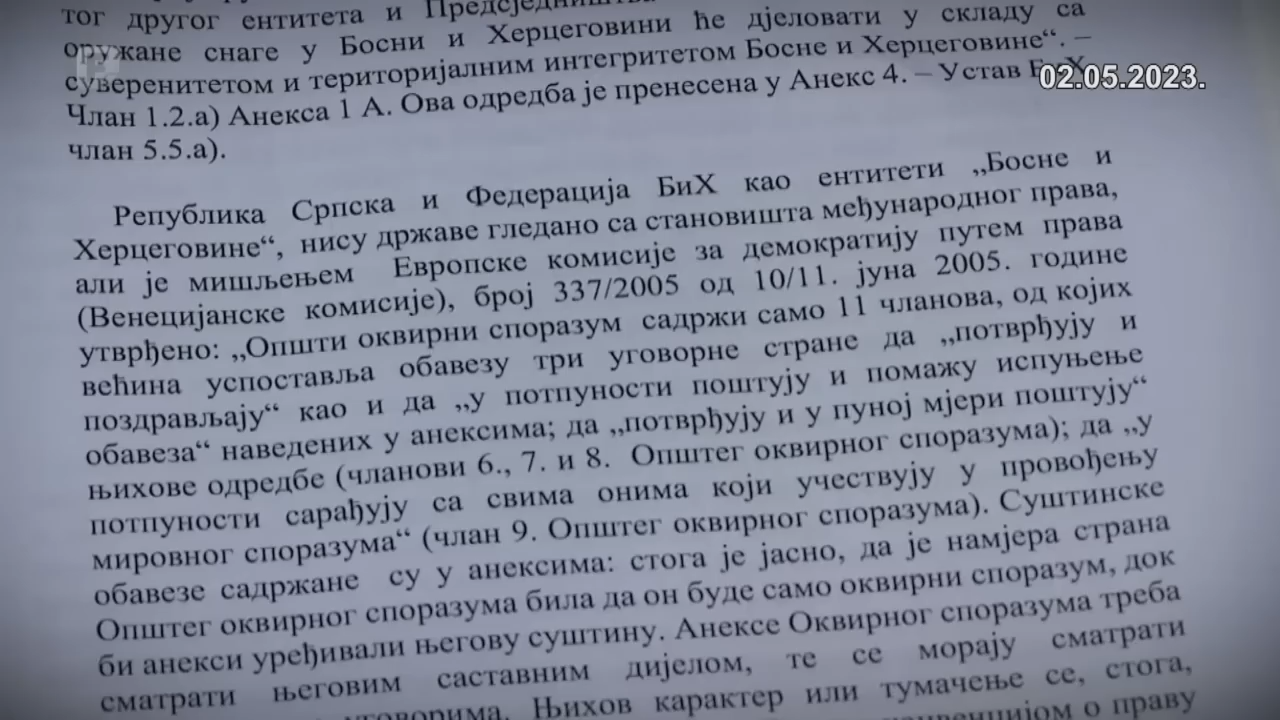 тог другог ентитета и Предсједништва
оружане снаге у Босни и Херцеговини ће дјеловати у складу са
суверенитетом и територијалним интегритетом Босне и Херцеговине“. –
Члан 1.2.а) Анекса 1 А. Ова одредба је пренесена у Анекс 4. – Устав БиХ
02.05.2023.
члан 5.5.а).
Република Српска и Федерација БиХ као ентитети „Босне и
Херцеговине“, нису државе гледано са становишта међународног права,
али је мишљењем Европске комисије за демократију путем права
(Венецијанске комисије), број 337/2005 од 10/11. јуна 2005. године
утврђено: „Општи оквирни споразум садржи само 11 чланова, од којих
већина успоставља обавезу три уговорне стране да „потврђују и
поздрављају“ као и да „у потпуности поштују и помажу испуњење
обавеза“ наведених у анексима; да „потврђују и у пуној мјери поштују“
њихове одредбе (чланови 6., 7. и 8. Општег оквирног споразума); да „у
потпуности сарађују са свима онима који учествују у провођењу
мировног споразума“ (члан 9. Општег оквирног споразума). Суштинске
обавезе садржане су у анексима: стога је јасно, да је намјера страна
Општег оквирног споразума била да он буде само оквирни споразум, док
би анекси уређивали његову суштину. Анексе Оквирног споразума треба
сматрати његовим саставним дијелом, те се морају сматрати
Њихов карактер или тумачење се, стога,
о праву